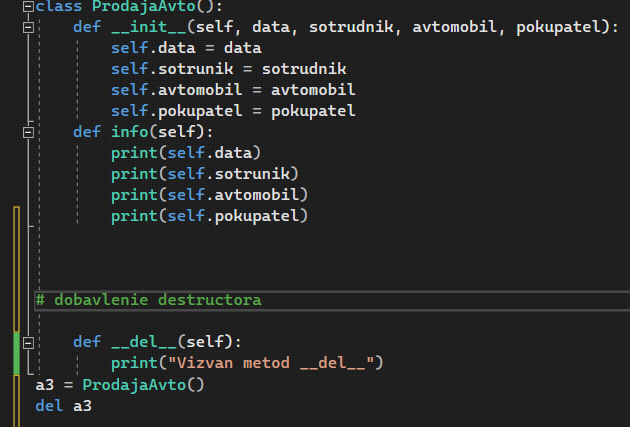 class ProdajaAvto():
    def __init__(self, data, sotrudnik, avtomobil, pokupatel):
        self.data = data
        self.sotrunik = sotrudnik
        self.avtomobil = avtomobil
        self.pokupatel = pokupatel
    def info(self):
        print(self.data)
        print(self.sotrunik)
        print(self.avtomobil)
        print(self.pokupatel)
# dobavlenie destructora
    def __del__(self):
        print("Vizvan metod __del__")
a3 = ProdajaAvto()
del a3